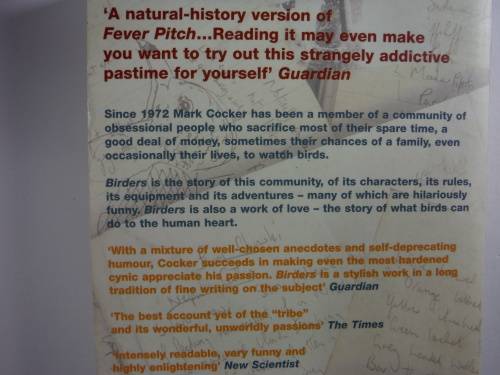 ‘A natural-history version of
Fever Pitch...Reading it may even make
you want to try out this strangely addictive
pastime for yourself’ Guardian
Since 1972 Mark Cocker has been a member of a community of
obsessional people who sacrifice most of their spare time, a
good deal of money, sometimes their chances of a family, even
occasionally their lives, to watch birds.
Birders is the story of this community, of its characters, its rules,
its equipment and its adventures – many of which are hilariously
funny. Birders is also a work of love – the story of what birds can
do to the human heart.
‘With a mixture of well-chosen anecdotes and self-deprecating
humour, Cocker succeeds in making even the most hardened
cynic appreciate his passion. Birders is a stylish work in a long
tradition of fine writing on the subject’ Guardian
‘The best account yet of the “tribe”
and its wonderful, unworldly passions’ The Times
‘Intensely readable, very funny and
highly enlightening’ New Scientist